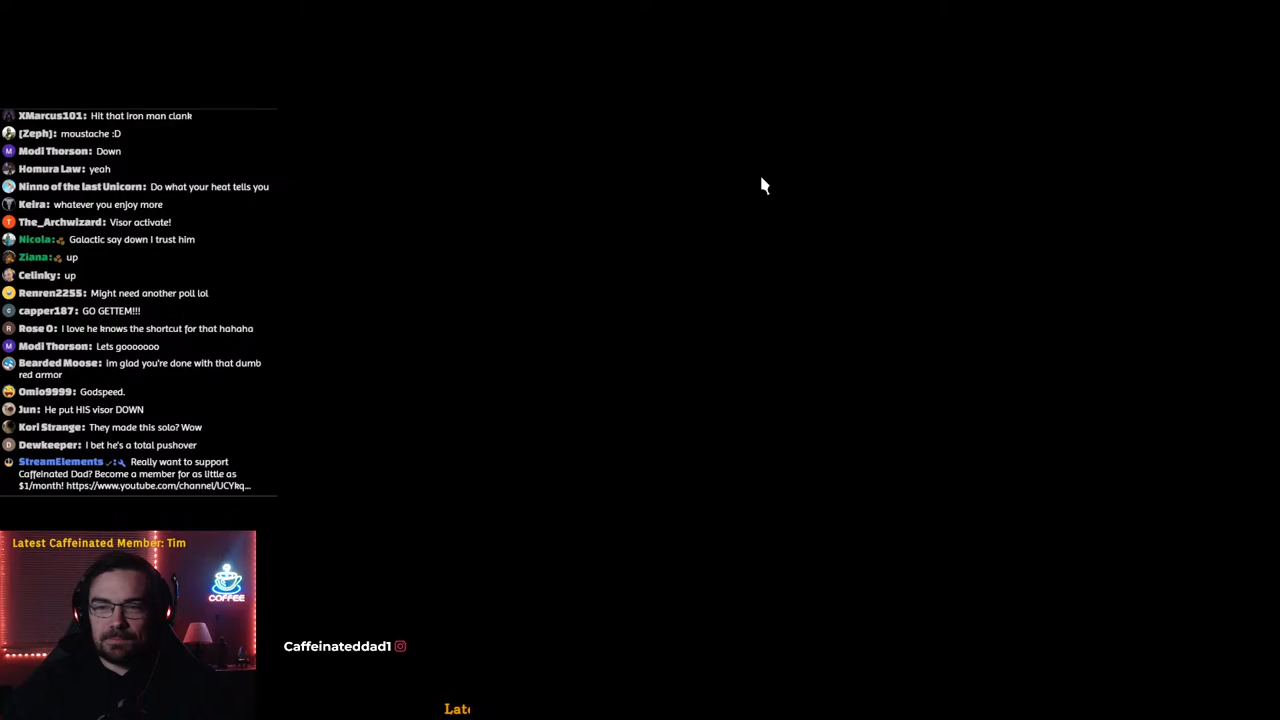 XMarcus101: Hit that iron man clank
[Zeph]: moustache :D
Modi Thorson: Down
Homura Law: yeah
Ninno of the last Unicorn: Do what your heat tells you
Keira: whatever you enjoy more
The_Archwizard: Visor activate!
Nicola: Galactic say down I trust him
Ziana: up
Celinky: up
Renren2255: Might need another poll lol
capper187: GO GETTEM!!!
Rose O: I love he knows the shortcut for that hahaha
Modi Thorson: Lets gooooooo
Bearded Moose: im glad you're done with that dumb
red armor
Omio9999: Godspeed.
Jun: He put HIS visor DOWN
Kori Strange: They made this solo? Wow
Dewkeeper: I bet he's a total pushover
StreamElements: Really want to support
Caffeinated Dad? Become a member for as little as
$1/month! https://www.youtube.com/channel/UCYkq...
Latest Caffeinated Member: Tim
COFFEE
Caffeinateddad1
Late